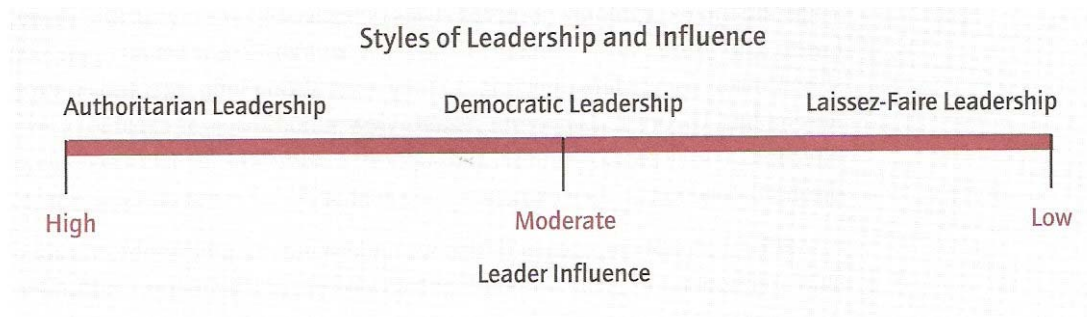 Styles of Leadership and Influence
Authoritarian Leadership Democratic Leadership Laissez-Faire Leadership
High Moderate Low
Leader Influence